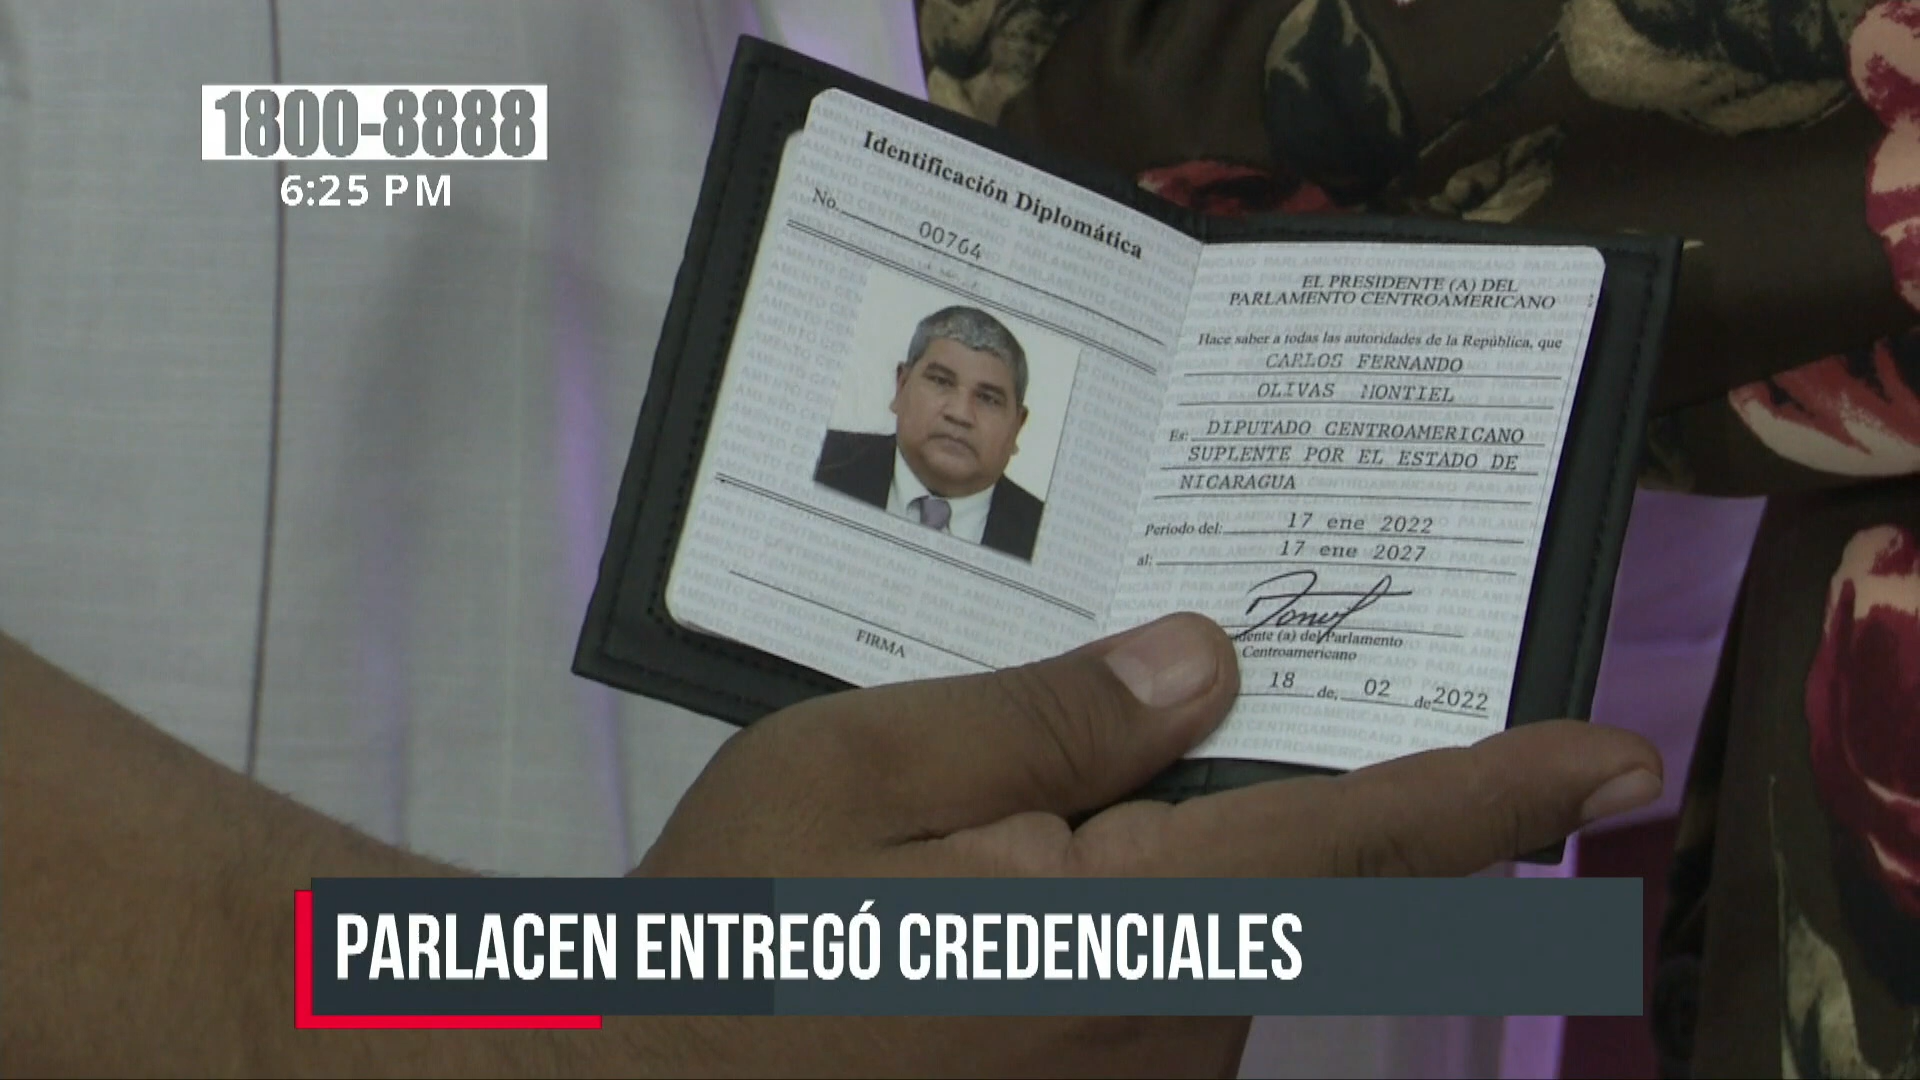 1800-8888
6:25 PM
Identificación Diplomática
No. 00764
FIRMA
EL PRESIDENTE (A) DEL
PARLAMENTO CENTROAMERICANO
Hace saber a todas las autoridades de la República, que
CARLOS FERNANDO
OLIVAS MONTIEL
Es: DIPUTADO CENTROAMERICANO
SUPLENTE POR EL ESTADO DE
NICARAGUA
Período del: 17 ene 2022
al: 17 ene 2027
idente (a) del Parlamento
Centroamericano
18 de, 02 de 2022
PARLACEN ENTREGÓ CREDENCIALES